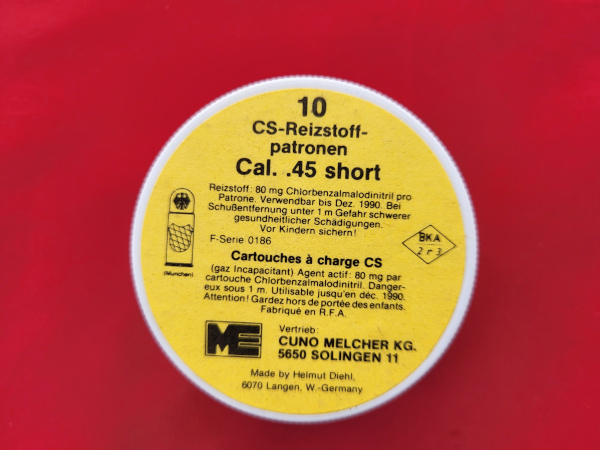 10
CS-Reizstoff-
patronen
Cal. .45 short
Reizstoff: 80 mg Chlorbenzalmalodinitril pro
Patrone. Verwendbar bis Dez. 1990. Bei
Schußentfernung unter 1 m Gefahr schwerer
gesundheitlicher Schädigungen.
Vor Kindern sichern!
F-Serie 0186
(München)
BKA
2 r 3
Cartouches à charge CS
(gaz Incapacitant) Agent actif: 80 mg par
cartouche Chlorbenzalmalodinitril. Danger-
eux sous 1 m. Utilisable jusqu'en déc. 1990.
Attention! Gardez hors de portée des enfants.
Fabriqué en R.F.A.
ME
Vertrieb:
CUNO MELCHER KG.
5650 SOLINGEN 11
Made by Helmut Diehl,
6070 Langen, W.-Germany